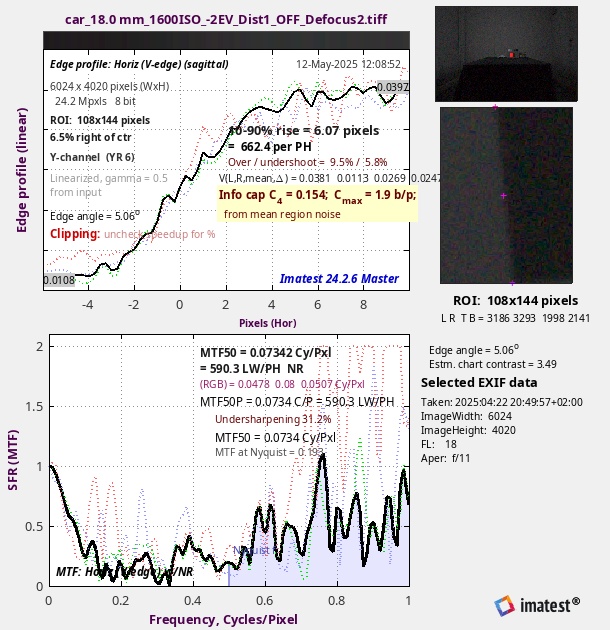 car_18.0 mm_1600ISO_-2EV_Dist1_OFF_Defocus2.tiff
Edge profile: Horiz (V-edge) (sagittal)
12-May-2025 12:08:52
6024 x 4020 pixels (WxH)
24.2 Mpxls 8 bit
0.0397
ROI: 108x144 pixels
6.5% right of ctr
10-90% rise = 6.07 pixels
= 662.4 per PH
Y-channel (YR 6)
Over / undershoot = 9.5% / 5.8%
Linearized, gamma = 0.5
from input
V(L,R,mean,△) = 0.0381 0.0113 0.0269 0.0247
Info cap C4 = 0.154; Cmax = 1.9 b/p;
from mean region noise
Edge angle = 5.06o
Clipping: uncheck speedup for %
0.0108
Imatest 24.2.6 Master
Edge profile (linear)
-4 -2 0 2 4 6 8
Pixels (Hor)
ROI: 108x144 pixels
L R T B = 3186 3293 1998 2141
Edge angle = 5.06o
Estm. chart contrast = 3.49
Selected EXIF data
Taken: 2025:04:22 20:49:57+02:00
ImageWidth: 6024
ImageHeight: 4020
FL: 18
Aper: f/11
MTF50 = 0.07342 Cy/Pxl
= 590.3 LW/PH NR
(RGB) = 0.0478 0.08 0.0507 Cy/Pxl
MTF50P = 0.0734 C/P = 590.3 LW/PH
Undersharpening 31.2%
MTF50 = 0.0734 Cy/Pxl
MTF at Nyquist = 0.193
Nyquist f
MTF: Horiz (V-edge) w/NR
SFR (MTF)
2
1.5
1
0.5
0
0 0.2 0.4 0.6 0.8 1
Frequency, Cycles/Pixel
imatest®